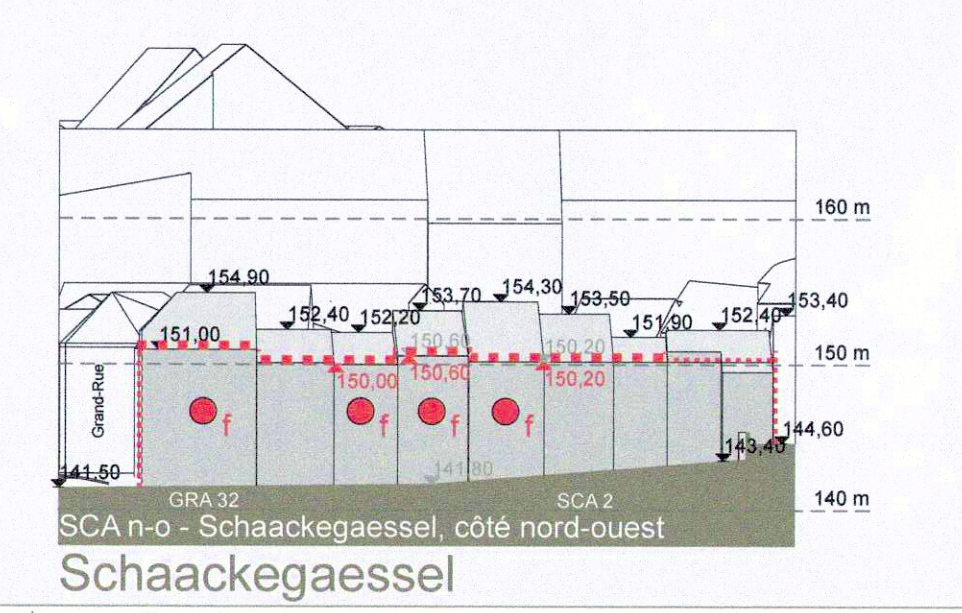 160 m
154,90
153,70
154,30
153,50
153,40
152,40
152,20
151,90
152,40
151,00
150,60
150,20
150 m
150,00
150,60
150,20
Grand-Rue
f
f
f
f
144,60
143,40
141,50
141,80
140 m
GRA 32
SCA 2
SCA n-o - Schaackegaessel, côté nord-ouest
Schaackegaessel